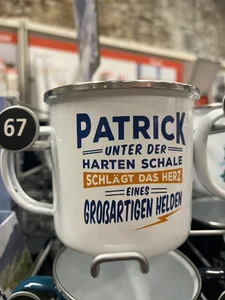 67
PATRICK
UNTER DER
HARTEN SCHALE
SCHLÄGT DAS HERZ
EINES
GROẞARTIGEN HELDEN